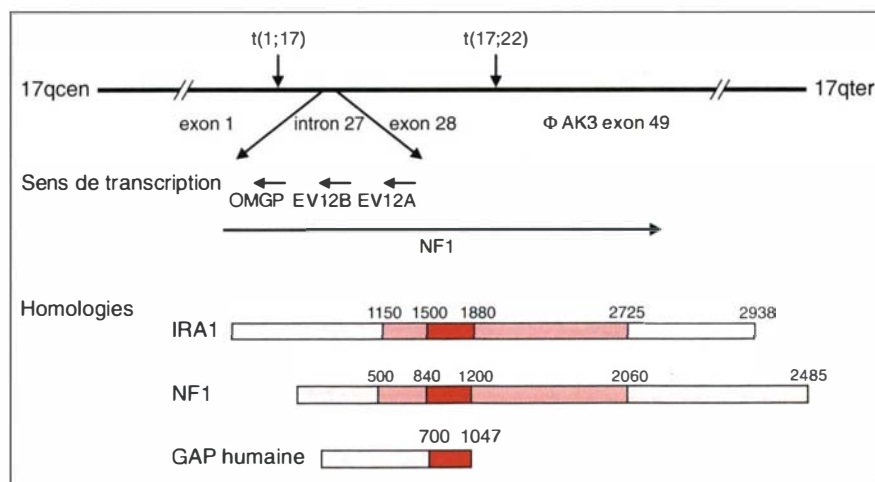 t(1;17) t(17;22)
17qcen 17qter
exon 1 intron 27 exon 28 Φ AK3 exon 49
Sens de transcription
OMGP EV12B EV12A
NF1
Homologies
1150 1500 1880 2725 2938
IRA1
500 840 1200 2060 2485
NF1
700 1047
GAP humaine